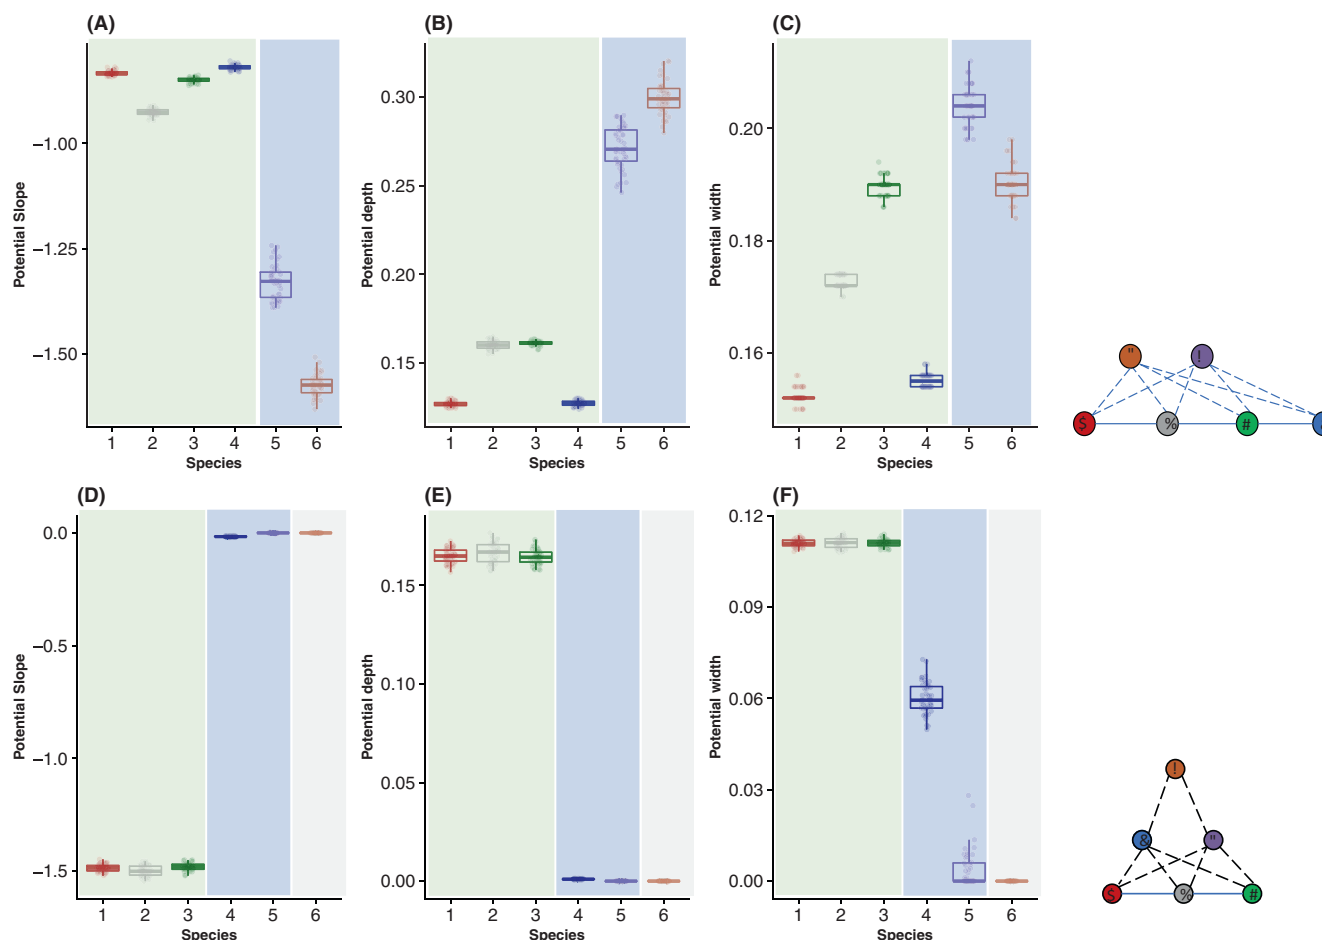 (A)
Potential Slope
−1.00
−1.25
−1.50
1 2 3 4 5 6
Species
(B)
Potential depth
0.30
0.25
0.20
0.15
1 2 3 4 5 6
Species
(C)
Potential width
0.20
0.18
0.16
1 2 3 4 5 6
Species
" !
$ % #
(D)
Potential Slope
0.0
−0.5
−1.0
−1.5
1 2 3 4 5 6
Species
(E)
Potential depth
0.15
0.10
0.05
0.00
1 2 3 4 5 6
Species
(F)
Potential width
0.12
0.09
0.06
0.03
0.00
1 2 3 4 5 6
Species
!
& "
$ % #